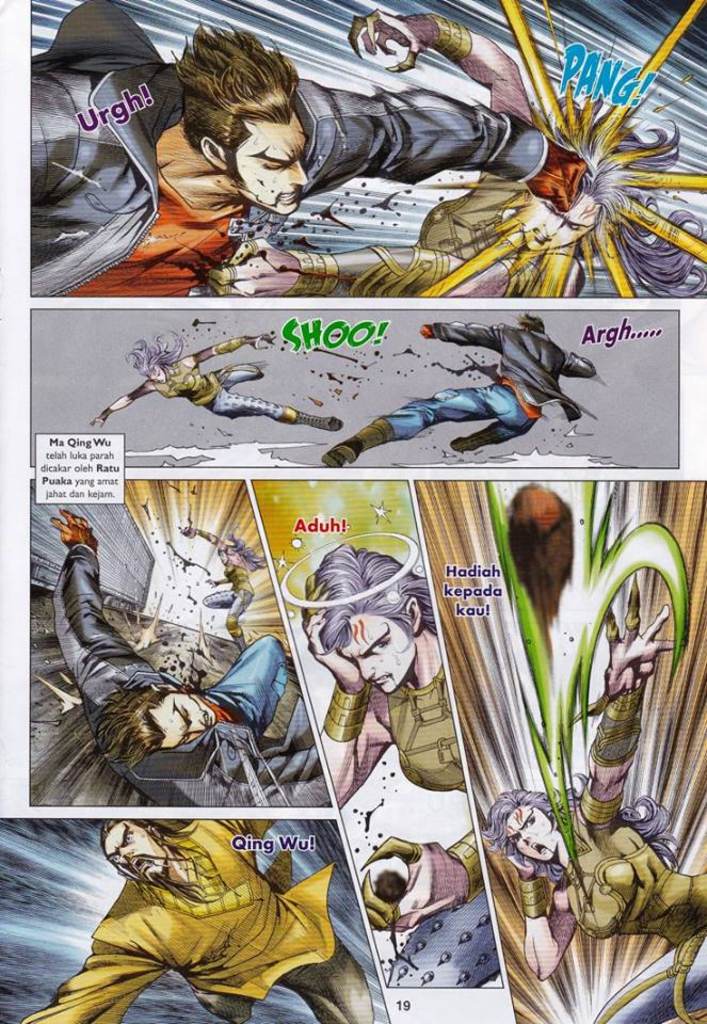 Urgh!
PANG!
SHOO!
Argh.....
Ma Qing Wu
telah luka parah
dicakar oleh Ratu
Puaka yang amat
jahat dan kejam.
Aduh!
Hadiah
kepada
kau!
Qing Wu!
19